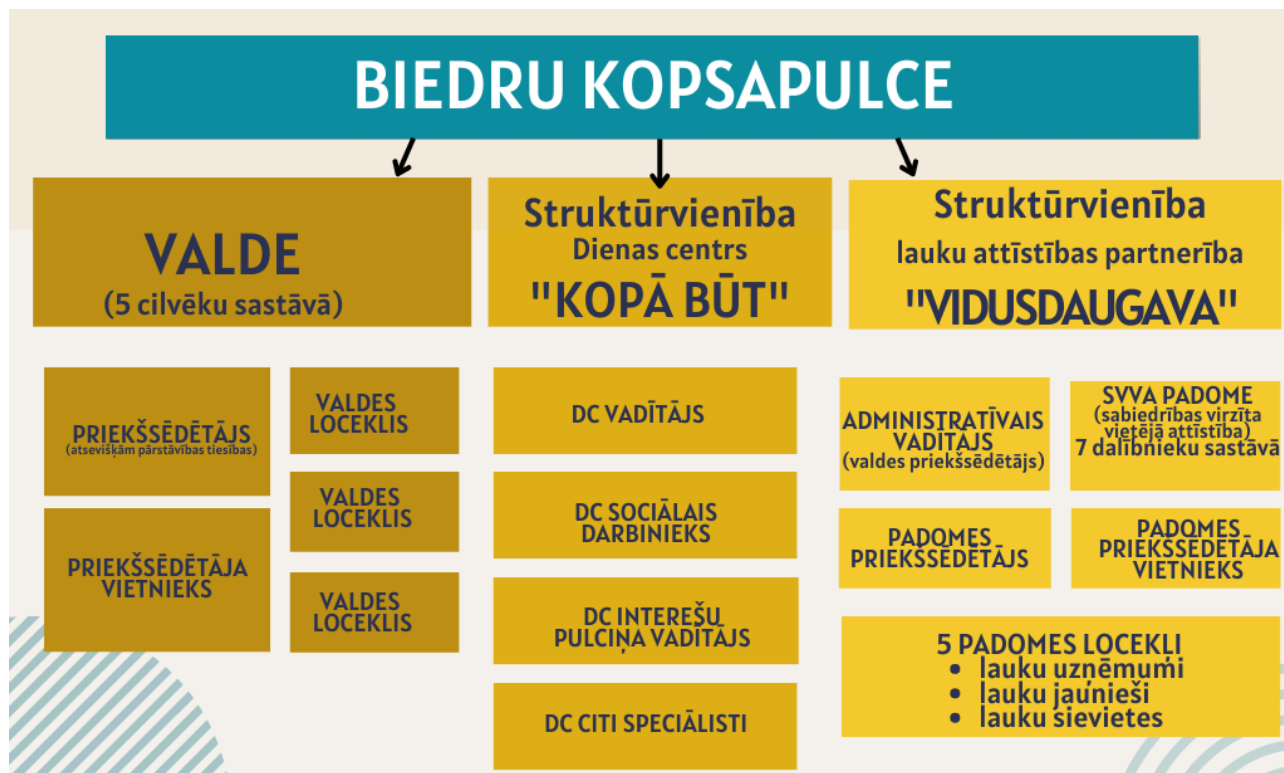 BIEDRU KOPSAPULCE
VALDE
(5 cilvēku sastāvā)
Struktūrvienība
Dienas centrs
"KOPĀ BŪT"
Struktūrvienība
lauku attīstības partnerība
"VIDUSDAUGAVA"
PRIEKŠSĒDĒTĀJS
(atsevišķām pārstāvības tiesības)
PRIEKŠSĒDĒTĀJA
VIETNIEKS
VALDES
LOCEKLIS
VALDES
LOCEKLIS
VALDES
LOCEKLIS
DC VADĪTĀJS
DC SOCIĀLAIS
DARBINIEKS
DC INTEREŠU
PULCIŅA VADĪTĀJS
DC CITI SPECIĀLISTI
ADMINISTRATĪVAIS
VADĪTĀJS
(valdes priekšsēdētājs)
SVVA PADOME
(sabiedrības virzīta
vietējā attīstība)
7 dalībnieku sastāvā
PADOMES
PRIEKŠSĒDĒTĀJS
PADOMES
PRIEKŠSĒDĒTĀJA
VIETNIEKS
5 PADOMES LOCEKĻI
• lauku uzņēmumi
• lauku jaunieši
• lauku sievietes